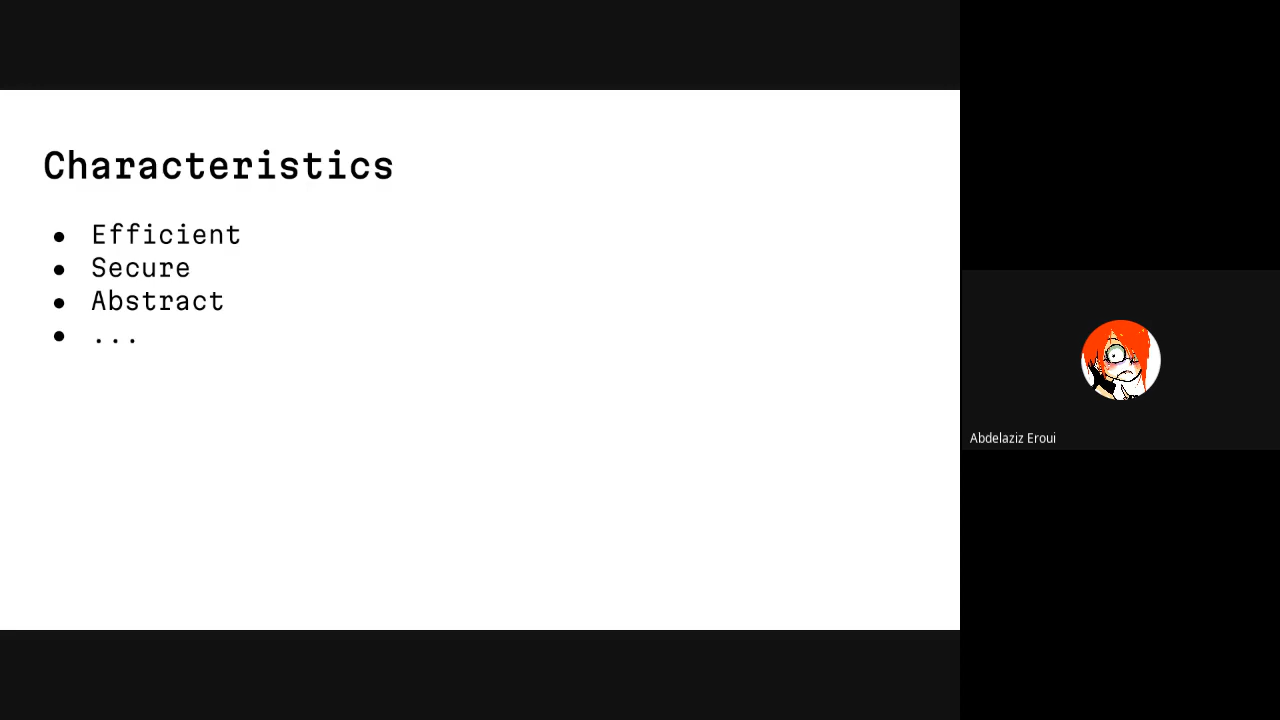 Characteristics
● Efficient
● Secure
● Abstract
● ...
Abdelaziz Eroui